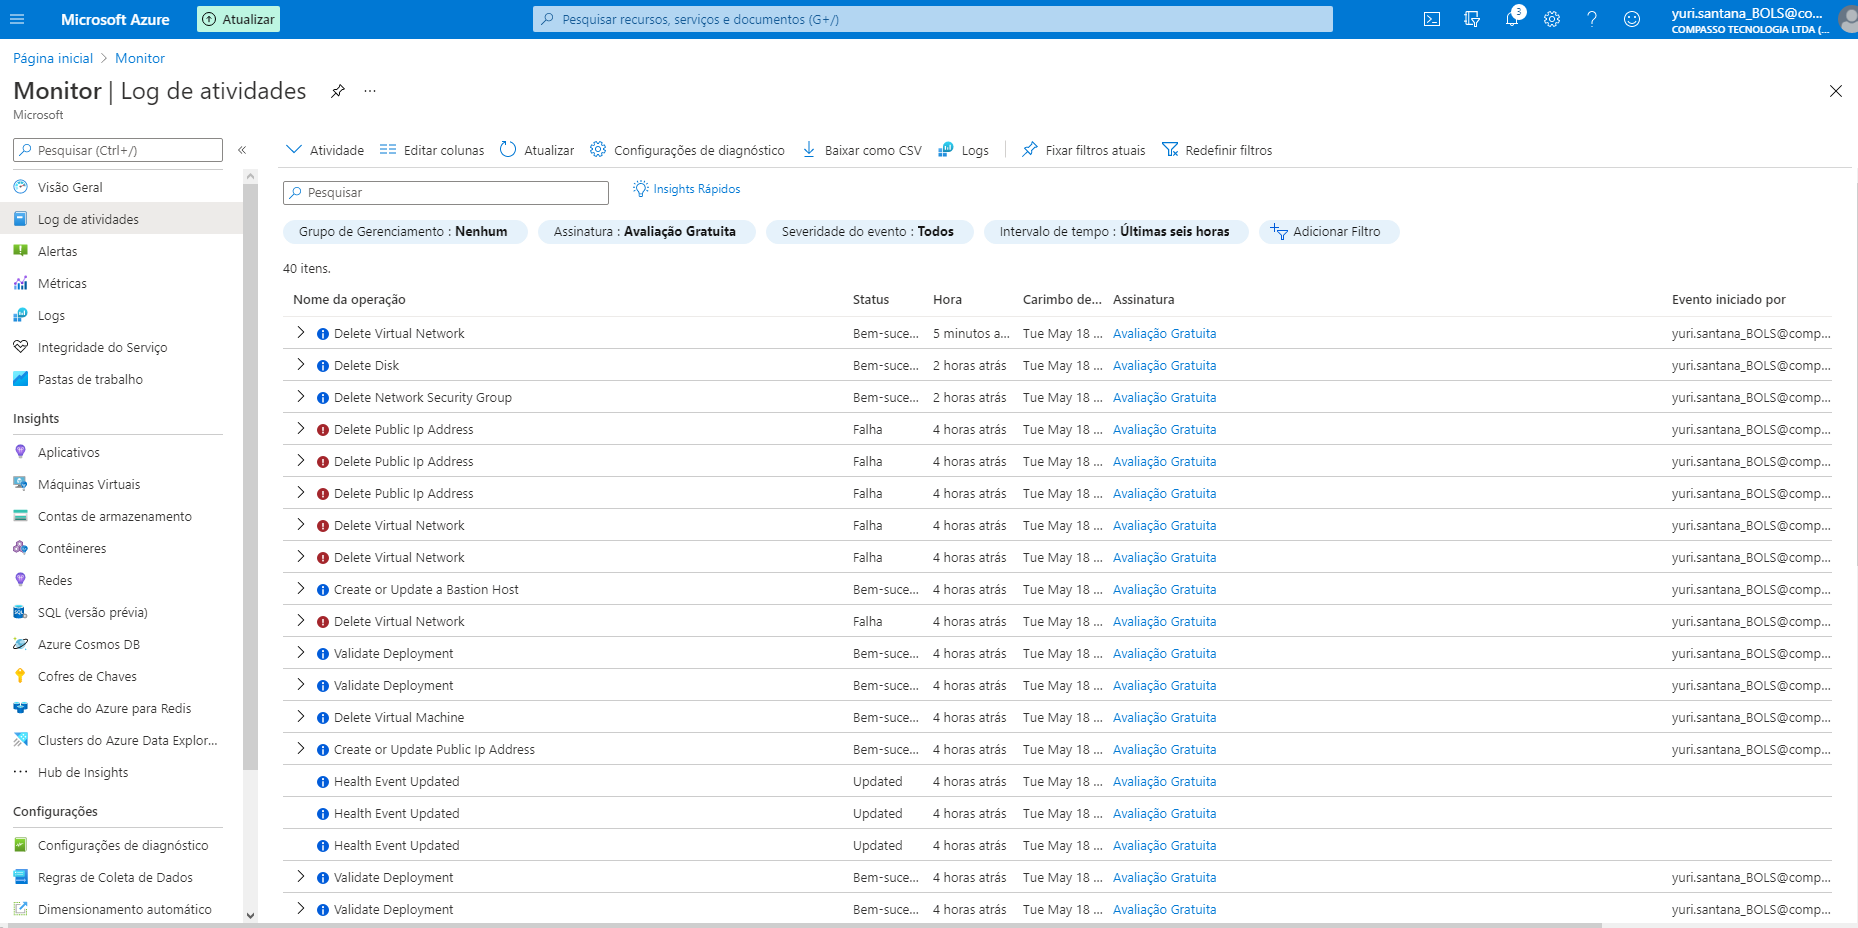 Microsoft Azure
Atualizar
Pesquisar recursos, serviços e documentos (G+/)
3
yuri.santana_BOLS@co...
COMPASSO TECNOLOGIA LTDA (...
Página inicial > Monitor
Monitor | Log de atividades
Microsoft
Pesquisar (Ctrl+/)
Visão Geral
Log de atividades
Alertas
Métricas
Logs
Integridade do Serviço
Pastas de trabalho
Insights
Aplicativos
Máquinas Virtuais
Contas de armazenamento
Contêineres
Redes
SQL (versão prévia)
Azure Cosmos DB
Cofres de Chaves
Cache do Azure para Redis
Clusters do Azure Data Explor...
Hub de Insights
Configurações
Configurações de diagnóstico
Regras de Coleta de Dados
Dimensionamento automático
Atividade Editar colunas Atualizar Configurações de diagnóstico Baixar como CSV Logs Fixar filtros atuais Redefinir filtros
Pesquisar Insights Rápidos
Grupo de Gerenciamento : Nenhum Assinatura : Avaliação Gratuita Severidade do evento : Todos Intervalo de tempo : Últimas seis horas Adicionar Filtro
40 itens.
Nome da operação Status Hora Carimbo de... Assinatura Evento iniciado por
Delete Virtual Network Bem-suce... 5 minutos a... Tue May 18 ... Avaliação Gratuita yuri.santana_BOLS@comp...
Delete Disk Bem-suce... 2 horas atrás Tue May 18 ... Avaliação Gratuita yuri.santana_BOLS@comp...
Delete Network Security Group Bem-suce... 2 horas atrás Tue May 18 ... Avaliação Gratuita yuri.santana_BOLS@comp...
Delete Public Ip Address Falha 4 horas atrás Tue May 18 ... Avaliação Gratuita yuri.santana_BOLS@comp...
Delete Public Ip Address Falha 4 horas atrás Tue May 18 ... Avaliação Gratuita yuri.santana_BOLS@comp...
Delete Public Ip Address Falha 4 horas atrás Tue May 18 ... Avaliação Gratuita yuri.santana_BOLS@comp...
Delete Virtual Network Falha 4 horas atrás Tue May 18 ... Avaliação Gratuita yuri.santana_BOLS@comp...
Delete Virtual Network Falha 4 horas atrás Tue May 18 ... Avaliação Gratuita yuri.santana_BOLS@comp...
Create or Update a Bastion Host Bem-suce... 4 horas atrás Tue May 18 ... Avaliação Gratuita yuri.santana_BOLS@comp...
Delete Virtual Network Falha 4 horas atrás Tue May 18 ... Avaliação Gratuita yuri.santana_BOLS@comp...
Validate Deployment Bem-suce... 4 horas atrás Tue May 18 ... Avaliação Gratuita yuri.santana_BOLS@comp...
Validate Deployment Bem-suce... 4 horas atrás Tue May 18 ... Avaliação Gratuita yuri.santana_BOLS@comp...
Delete Virtual Machine Bem-suce... 4 horas atrás Tue May 18 ... Avaliação Gratuita yuri.santana_BOLS@comp...
Create or Update Public Ip Address Bem-suce... 4 horas atrás Tue May 18 ... Avaliação Gratuita yuri.santana_BOLS@comp...
Health Event Updated Updated 4 horas atrás Tue May 18 ... Avaliação Gratuita
Health Event Updated Updated 4 horas atrás Tue May 18 ... Avaliação Gratuita
Health Event Updated Updated 4 horas atrás Tue May 18 ... Avaliação Gratuita
Validate Deployment Bem-suce... 4 horas atrás Tue May 18 ... Avaliação Gratuita yuri.santana_BOLS@comp...
Validate Deployment Bem-suce... 4 horas atrás Tue May 18 ... Avaliação Gratuita yuri.santana_BOLS@comp...